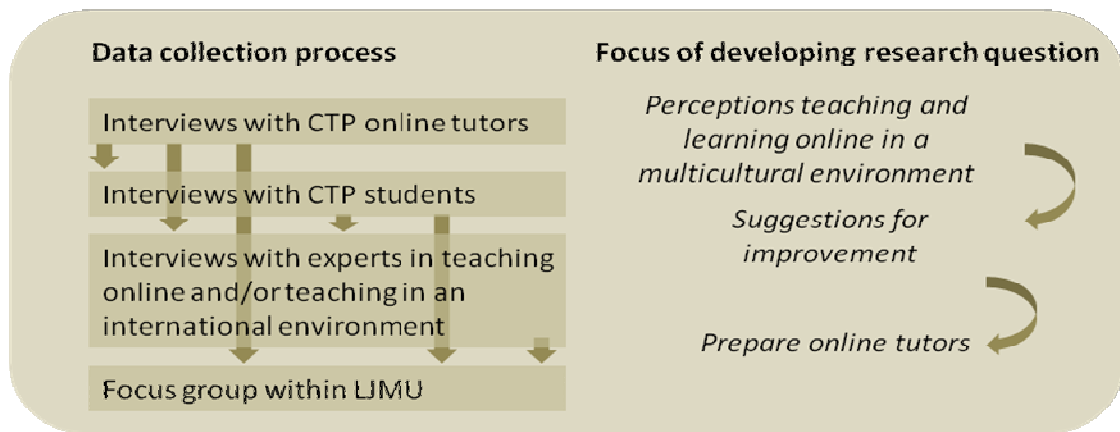 Data collection process
Interviews with CTP online tutors
Interviews with CTP students
Interviews with experts in teaching
online and/or teaching in an
international environment
Focus group within LJMU
Focus of developing research question
Perceptions teaching and
learning online in a
multicultural environment
Suggestions for
improvement
Prepare online tutors